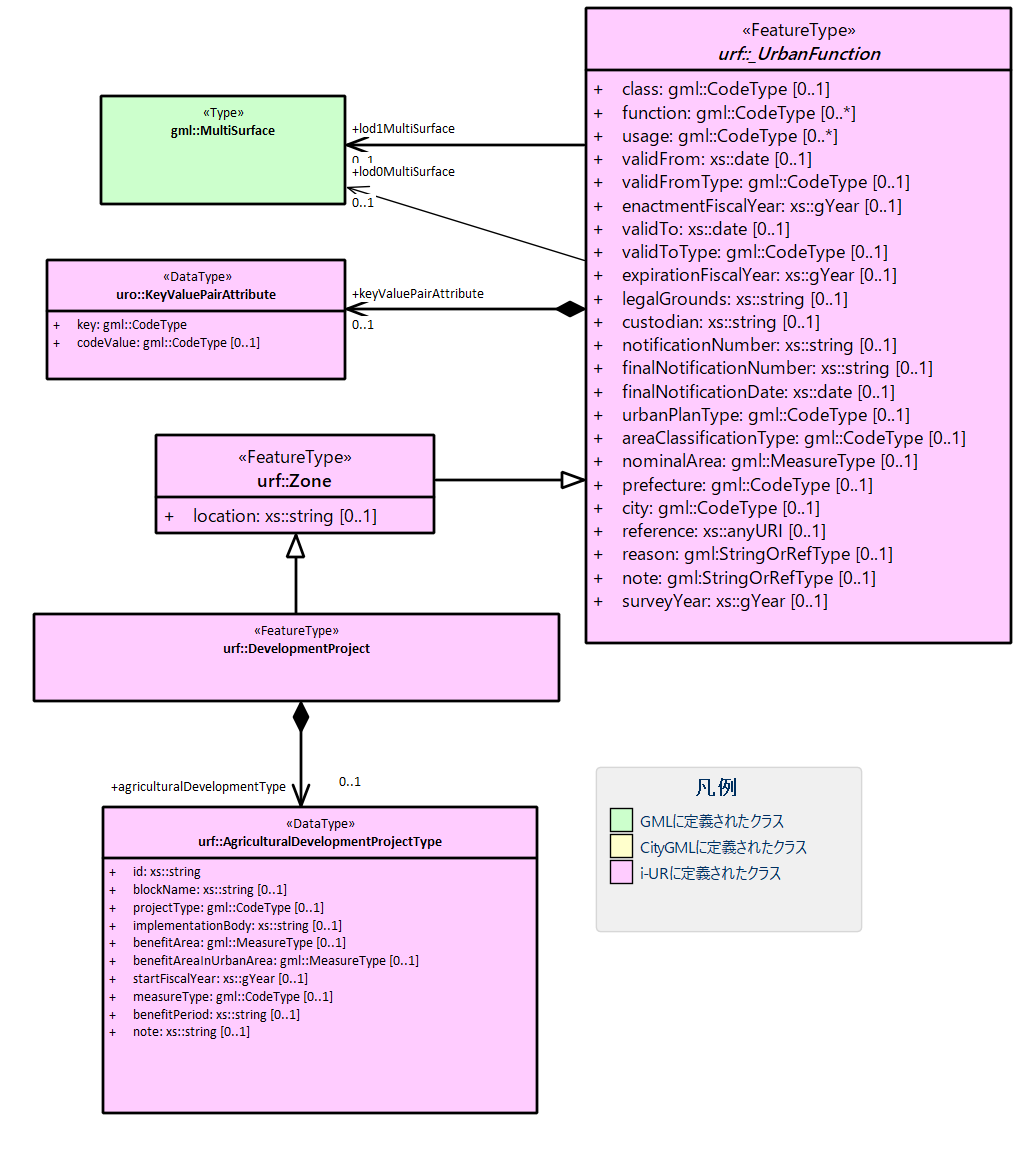 «FeatureType»
urf::_UrbanFunction
+ class: gml::CodeType [0..1]
+ function: gml::CodeType [0..*]
+ usage: gml::CodeType [0..*]
+ validFrom: xs::date [0..1]
+ validFromType: gml::CodeType [0..1]
+ enactmentFiscalYear: xs::gYear [0..1]
+ validTo: xs::date [0..1]
+ validToType: gml::CodeType [0..1]
+ expirationFiscalYear: xs::gYear [0..1]
+ legalGrounds: xs::string [0..1]
+ custodian: xs::string [0..1]
+ notificationNumber: xs::string [0..1]
+ finalNotificationNumber: xs::string [0..1]
+ finalNotificationDate: xs::date [0..1]
+ urbanPlanType: gml::CodeType [0..1]
+ areaClassificationType: gml::CodeType [0..1]
+ nominalArea: gml::MeasureType [0..1]
+ prefecture: gml::CodeType [0..1]
+ city: gml::CodeType [0..1]
+ reference: xs::anyURI [0..1]
+ reason: gml:StringOrRefType [0..1]
+ note: gml:StringOrRefType [0..1]
+ surveyYear: xs::gYear [0..1]
«Type»
gml::MultiSurface
+lod1MultiSurface
0..1
+lod0MultiSurface
0..1
«DataType»
uro::KeyValuePairAttribute
+ key: gml::CodeType
+ codeValue: gml::CodeType [0..1]
+keyValuePairAttribute
0..1
«FeatureType»
urf::Zone
+ location: xs::string [0..1]
«FeatureType»
urf::DevelopmentProject
+agriculturalDevelopmentType
0..1
«DataType»
urf::AgriculturalDevelopmentProjectType
+ id: xs::string
+ blockName: xs::string [0..1]
+ projectType: gml::CodeType [0..1]
+ implementationBody: xs::string [0..1]
+ benefitArea: gml::MeasureType [0..1]
+ benefitAreaInUrbanArea: gml::MeasureType [0..1]
+ startFiscalYear: xs::gYear [0..1]
+ measureType: gml::CodeType [0..1]
+ benefitPeriod: xs::string [0..1]
+ note: xs::string [0..1]
凡例
GMLに定義されたクラス
CityGMLに定義されたクラス
i-URに定義されたクラス